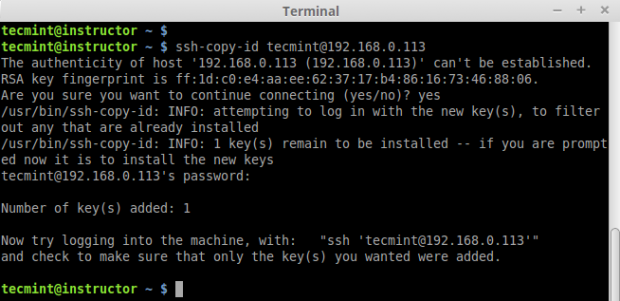 Terminal
tecmint@instructor ~ $
tecmint@instructor ~ $ ssh-copy-id tecmint@192.168.0.113
The authenticity of host '192.168.0.113 (192.168.0.113)' can't be established.
RSA key fingerprint is ff:1d:c0:e4:aa:ee:62:37:17:b4:86:16:73:46:88:06.
Are you sure you want to continue connecting (yes/no)? yes
/usr/bin/ssh-copy-id: INFO: attempting to log in with the new key(s), to filter
out any that are already installed
/usr/bin/ssh-copy-id: INFO: 1 key(s) remain to be installed -- if you are prompt
ed now it is to install the new keys
tecmint@192.168.0.113's password:
Number of key(s) added: 1
Now try logging into the machine, with:   "ssh 'tecmint@192.168.0.113'"
and check to make sure that only the key(s) you wanted were added.
tecmint@instructor ~ $